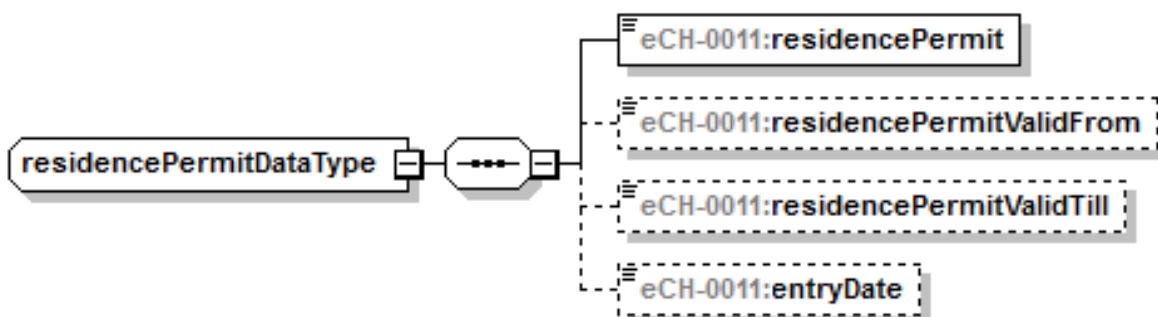 eCH-0011:residencePermit
eCH-0011:residencePermitValidFrom
residencePermitDataType
eCH-0011:residencePermitValidTill
eCH-0011:entryDate